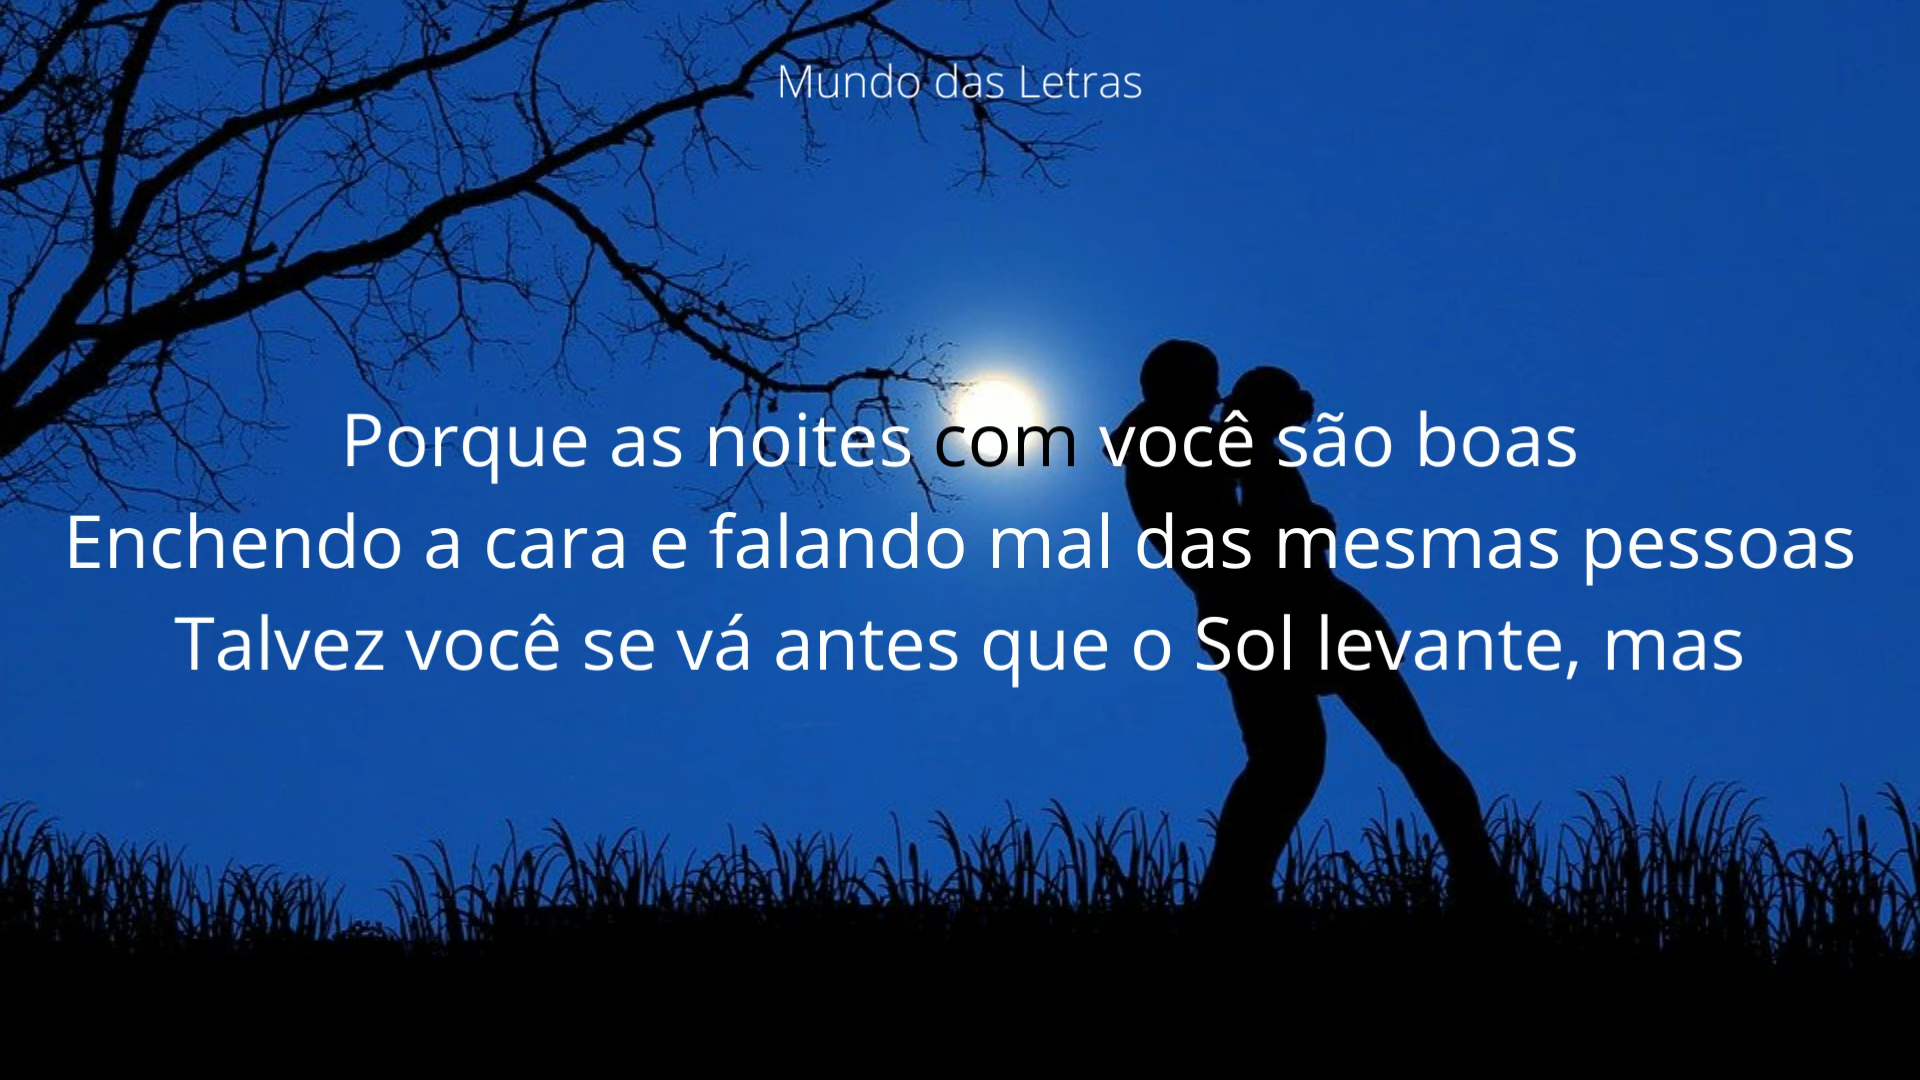 Mundo das Letras
Porque as noites com você são boas
Enchendo a cara e falando mal das mesmas pessoas
Talvez você se vá antes que o Sol levante, mas